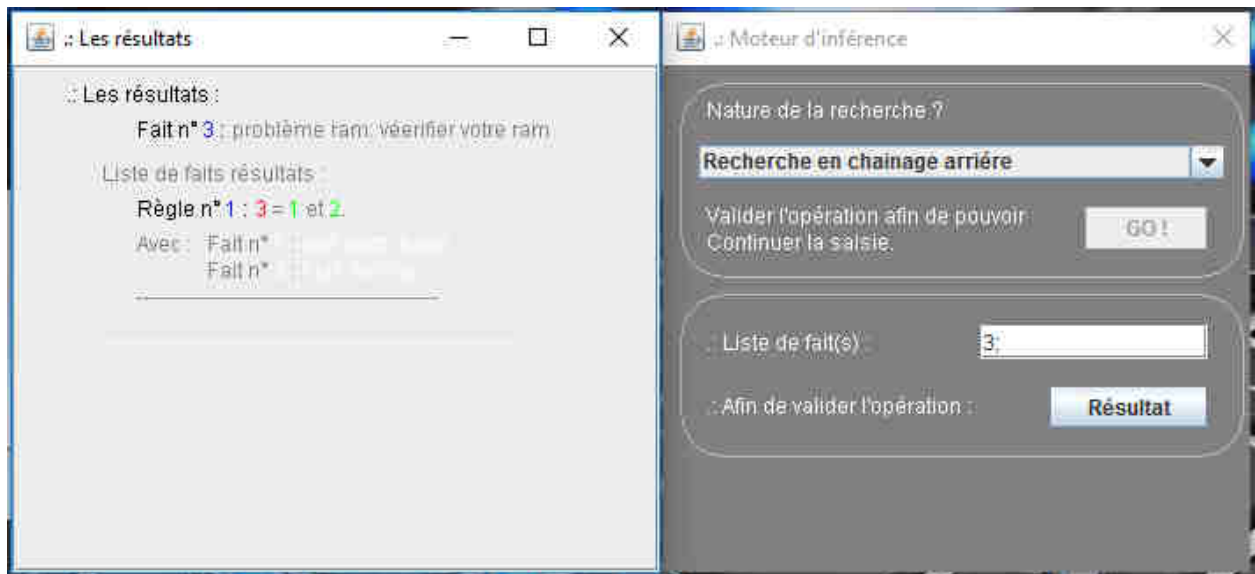 .: Les résultats
.: Les résultats :
Fait n° 3 : problème ram: véerifier votre ram
Liste de faits résultats :
Règle n° 1 : 3 = 1 et 2.
Avec : Fait n°
Fait n°
.: Moteur d'inférence
Nature de la recherche ?
Recherche en chainage arriére
Valider l'opération afin de pouvoir
Continuer la saisie.
GO !
.: Liste de fait(s) :
3;
.: Afin de valider l'opération :
Résultat